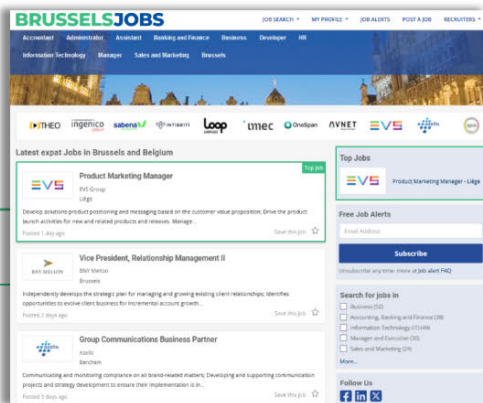 BRUSSELSJOBS
JOB SEARCH MY PROFILE JOB ALERTS POST A JOB RECRUITERS
Accountant Administrator Assistant Banking and Finance Business Developer HR
Information Technology Manager Sales and Marketing Brussels
THEO ingenico sabena Loop imec OneSpan AVNET EVS
Latest expat Jobs in Brussels and Belgium
Top job
EVS
Product Marketing Manager
EVS Group
Liège
Develop solutions product positioning and messaging based on the customer value proposition; Drive the product
launch activities for new and related products and releases. Manage...
Posted 1 day ago
Save this job
BNY MELLON
Vice President, Relationship Management II
BNY Mellon
Brussels
Independently develops the strategic plan for managing and growing existing client relationships; Identifies
opportunities to evolve client business for incremental account growth...
Posted 2 days ago
Save this job
Group Communications Business Partner
Azelis
Berchem
Communicating and monitoring compliance on all brand-related matters; Developing and supporting communication
projects and strategy development to ensure their implementation is in...
Posted 5 days ago
Save this job
Top Jobs
EVS
Product Marketing Manager - Liège
Free Job Alerts
Email Address
Subscribe
Unsubscribe any time: more at Job alert FAQ
Search for jobs in
Business (52)
Accounting, Banking and Finance (38)
Information Technology (IT) (49)
Manager and Executive (30)
Sales and Marketing (29)
More...
Follow Us